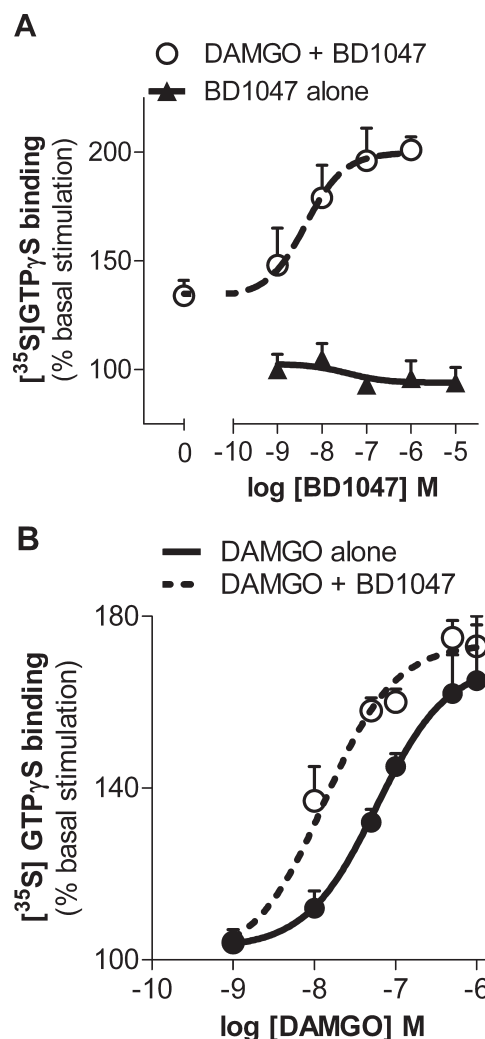 A
DAMGO + BD1047
BD1047 alone
[³⁵S]GTPγS binding
(% basal stimulation)
200
150
100
0 -10 -9 -8 -7 -6 -5
log [BD1047] M
B
DAMGO alone
DAMGO + BD1047
[³⁵S] GTPγS binding
(% basal stimulation)
180
140
100
-10 -9 -8 -7 -6
log [DAMGO] M